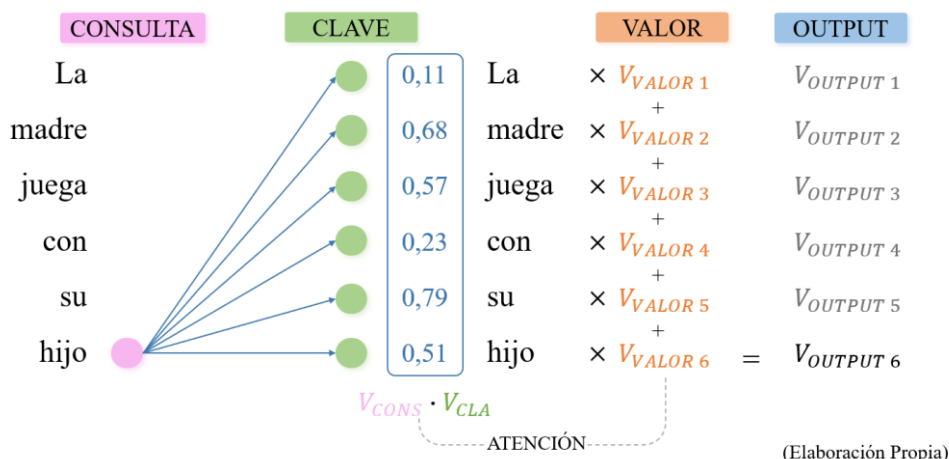 CONSULTA CLAVE VALOR OUTPUT
La 0,11 La × V_VALOR 1 V_OUTPUT 1
+
madre 0,68 madre × V_VALOR 2 V_OUTPUT 2
+
juega 0,57 juega × V_VALOR 3 V_OUTPUT 3
+
con 0,23 con × V_VALOR 4 V_OUTPUT 4
+
su 0,79 su × V_VALOR 5 V_OUTPUT 5
+
hijo 0,51 hijo × V_VALOR 6 = V_OUTPUT 6
V_CONS · V_CLA
ATENCIÓN
(Elaboración Propia)